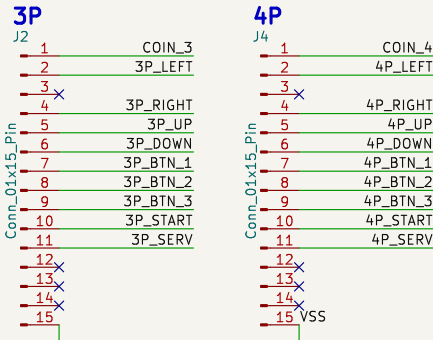 3P
J2
Conn_01x15_Pin
1 COIN_3
2 3P_LEFT
3
4 3P_RIGHT
5 3P_UP
6 3P_DOWN
7 3P_BTN_1
8 3P_BTN_2
9 3P_BTN_3
10 3P_START
11 3P_SERV
12
13
14
15
4P
J4
Conn_01x15_Pin
1 COIN_4
2 4P_LEFT
3
4 4P_RIGHT
5 4P_UP
6 4P_DOWN
7 4P_BTN_1
8 4P_BTN_2
9 4P_BTN_3
10 4P_START
11 4P_SERV
12
13
14
15 VSS